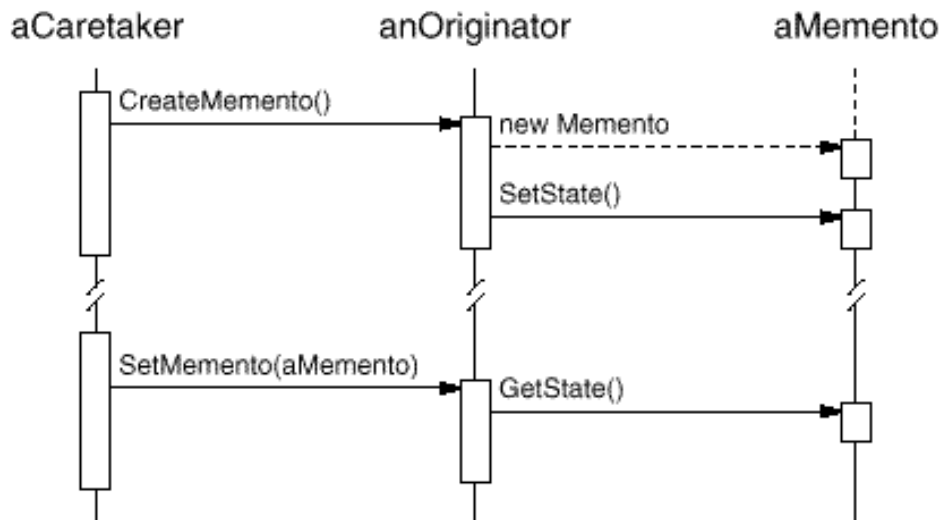 aCaretaker anOriginator aMemento
CreateMemento()
new Memento
SetState()
SetMemento(aMemento)
GetState()